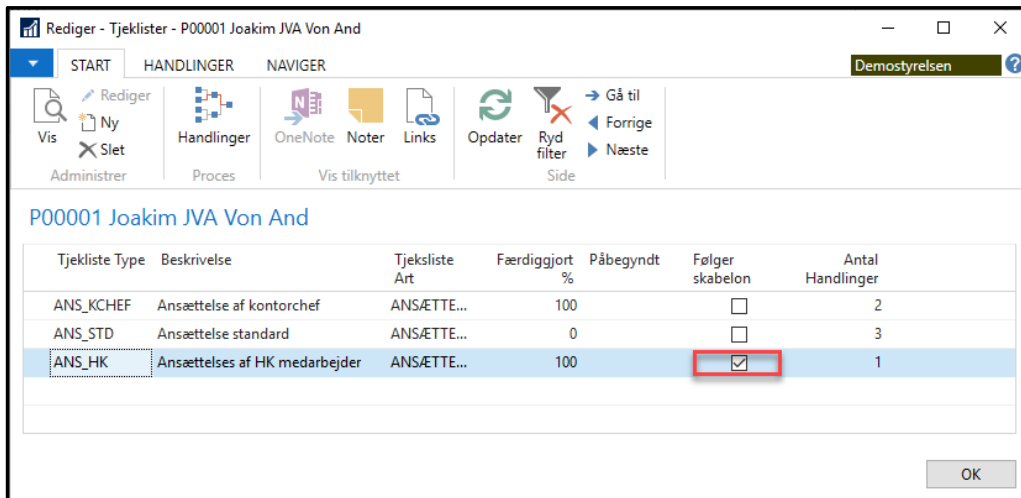 Rediger - Tjeklister - P00001 Joakim JVA Von And
START HANDLINGER NAVIGER Demostyrelsen ?
Vis
Rediger
Ny
Slet
Administrer
Handlinger
Proces
OneNote Noter Links
Vis tilknyttet
Opdater Ryd
filter
Gå til
Forrige
Næste
Side
P00001 Joakim JVA Von And
Tjekliste Type Beskrivelse Tjeksliste Færdiggjort Påbegyndt Følger Antal
Art % skabelon Handlinger
ANS_KCHEF Ansættelse af kontorchef ANSÆTTE... 100 2
ANS_STD Ansættelse standard ANSÆTTE... 0 3
ANS_HK Ansættelses af HK medarbejder ANSÆTTE... 100 1
OK